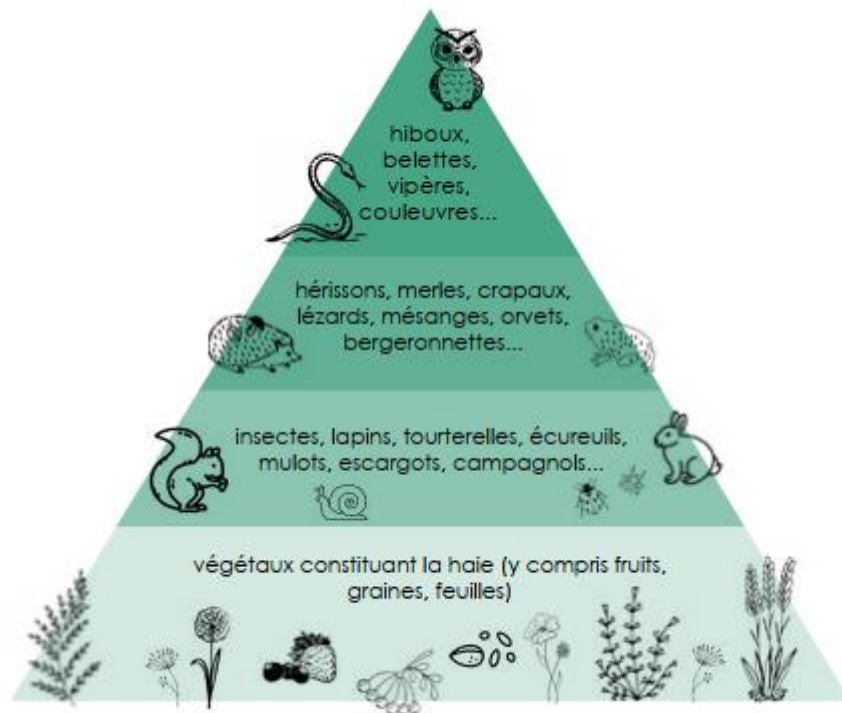 hiboux,
belettes,
vipères,
couleuvres...
hérissons, merles, crapaux,
lézards, mésanges, orvets,
bergeronnettes...
insectes, lapins, tourterelles, écureuils,
mulots, escargots, campagnols...
végétaux constituant la haie (y compris fruits,
graines, feuilles)